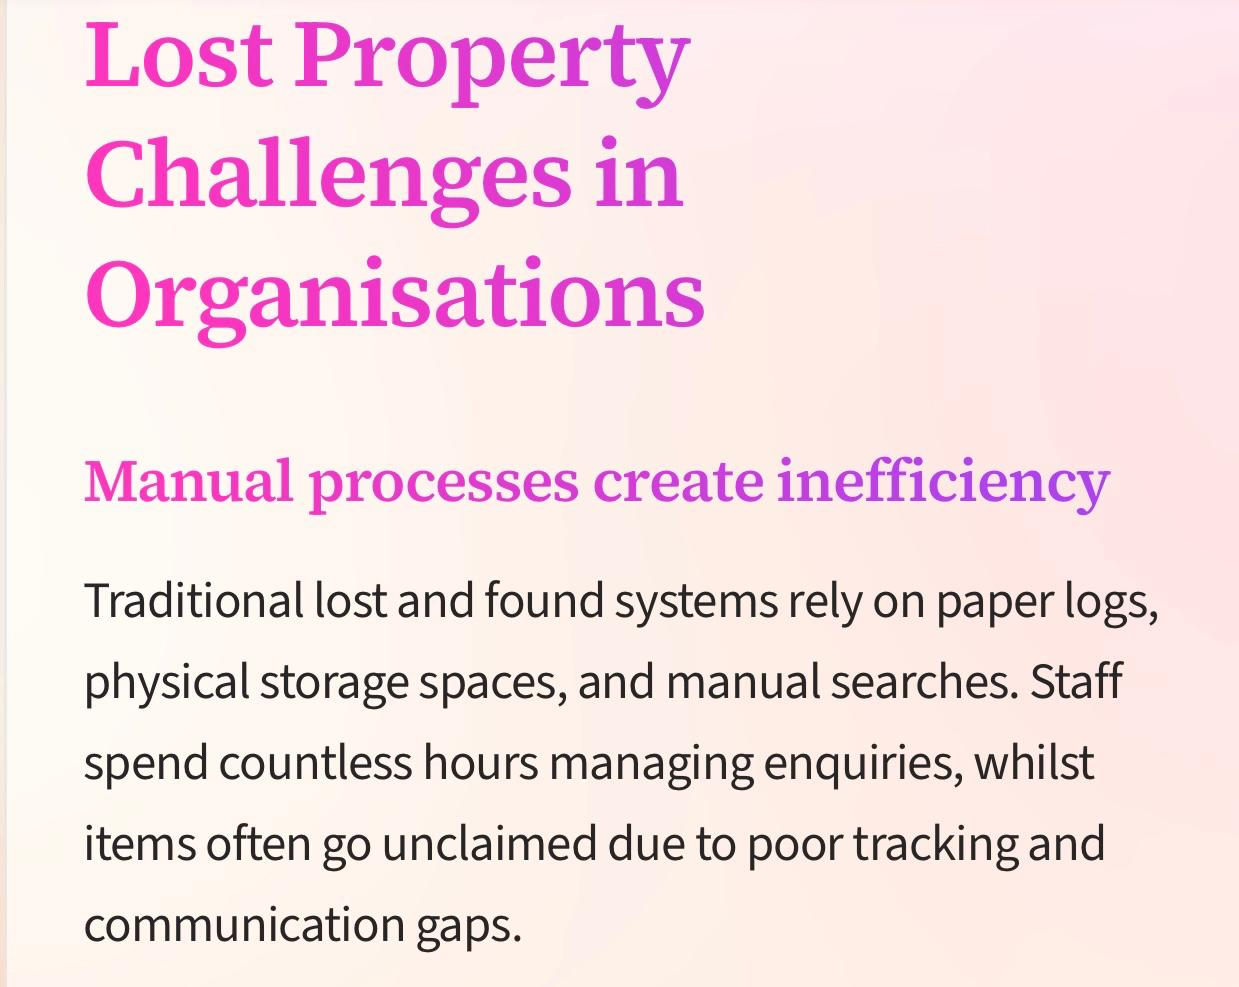 Lost Property
Challenges in
Organisations
Manual processes create inefficiency
Traditional lost and found systems rely on paper logs,
physical storage spaces, and manual searches. Staff
spend countless hours managing enquiries, whilst
items often go unclaimed due to poor tracking and
communication gaps.